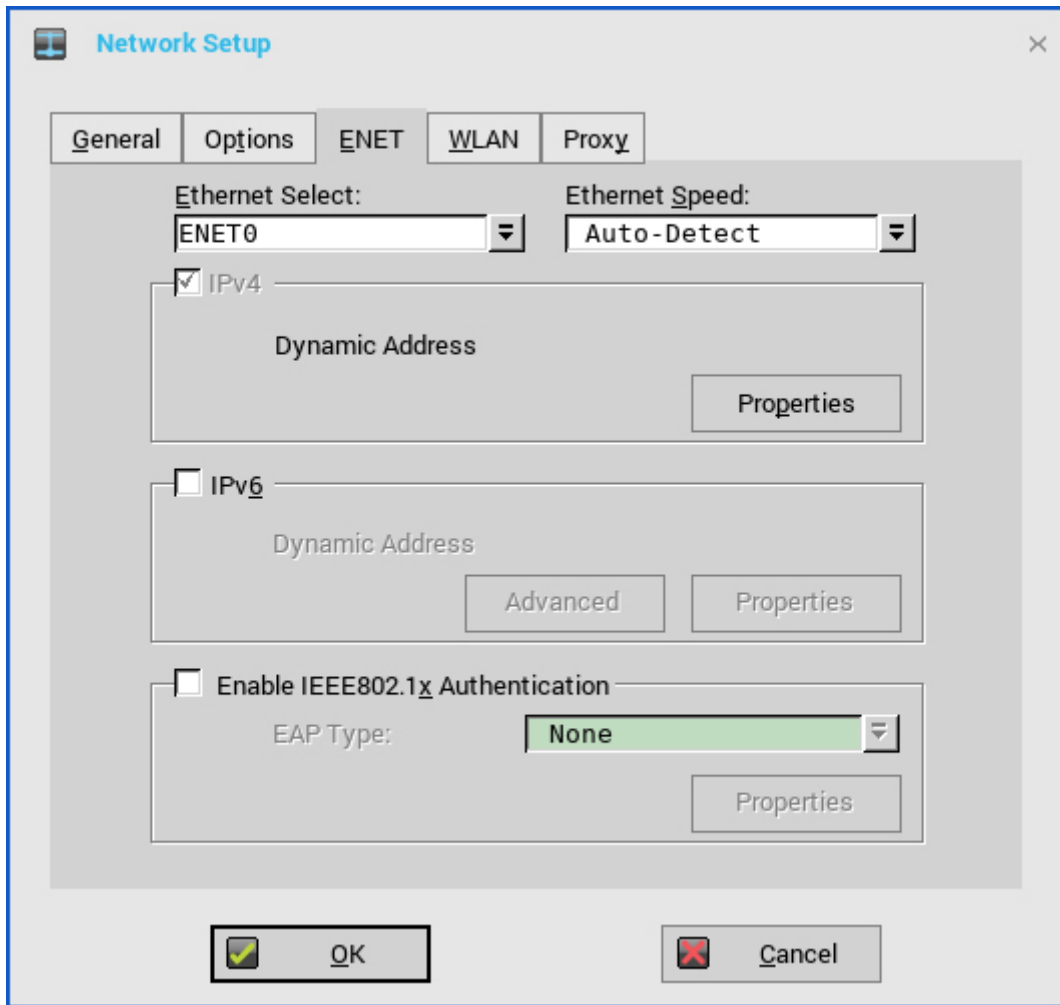 Network Setup
General Options ENET WLAN Proxy
Ethernet Select: Ethernet Speed:
ENET0 Auto-Detect
IPv4
Dynamic Address
Properties
IPv6
Dynamic Address
Advanced Properties
Enable IEEE802.1x Authentication
EAP Type: None
Properties
OK Cancel